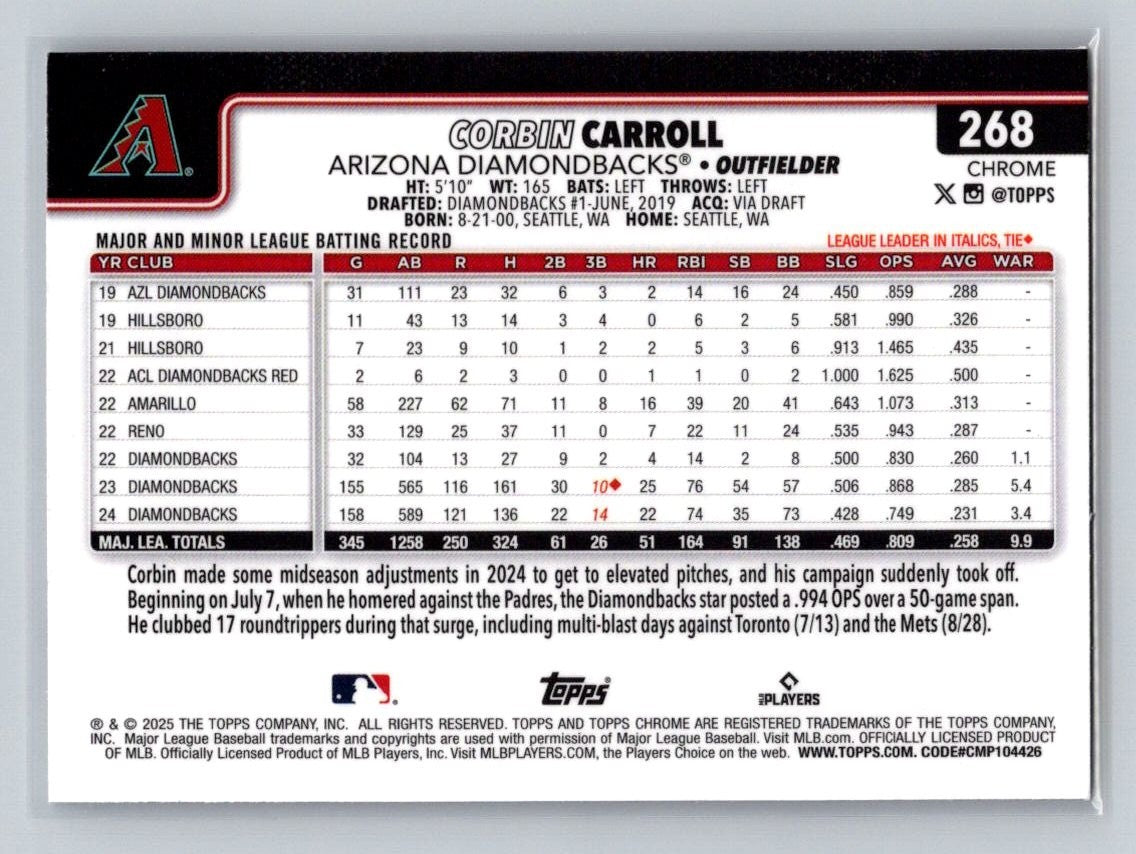 268
CHROME
@TOPPS
CORBIN CARROLL
ARIZONA DIAMONDBACKS® • OUTFIELDER
HT: 5'10" WT: 165 BATS: LEFT THROWS: LEFT
DRAFTED: DIAMONDBACKS #1-JUNE, 2019 ACQ: VIA DRAFT
BORN: 8-21-00, SEATTLE, WA HOME: SEATTLE, WA
MAJOR AND MINOR LEAGUE BATTING RECORD LEAGUE LEADER IN ITALICS, TIE◆
YR CLUB G AB R H 2B 3B HR RBI SB BB SLG OPS AVG WAR
19 AZL DIAMONDBACKS 31 111 23 32 6 3 2 14 16 24 .450 .859 .288 -
19 HILLSBORO 11 43 13 14 3 4 0 6 2 5 .581 .990 .326 -
21 HILLSBORO 7 23 9 10 1 2 2 5 3 6 .913 1.465 .435 -
22 ACL DIAMONDBACKS RED 2 6 2 3 0 0 1 1 0 2 1.000 1.625 .500 -
22 AMARILLO 58 227 62 71 11 8 16 39 20 41 .643 1.073 .313 -
22 RENO 33 129 25 37 11 0 7 22 11 24 .535 .943 .287 -
22 DIAMONDBACKS 32 104 13 27 9 2 4 14 2 8 .500 .830 .260 1.1
23 DIAMONDBACKS 155 565 116 161 30 10◆ 25 76 54 57 .506 .868 .285 5.4
24 DIAMONDBACKS 158 589 121 136 22 14 22 74 35 73 .428 .749 .231 3.4
MAJ. LEA. TOTALS 345 1258 250 324 61 26 51 164 91 138 .469 .809 .258 9.9
Corbin made some midseason adjustments in 2024 to get to elevated pitches, and his campaign suddenly took off.
Beginning on July 7, when he homered against the Padres, the Diamondbacks star posted a .994 OPS over a 50-game span.
He clubbed 17 roundtrippers during that surge, including multi-blast days against Toronto (7/13) and the Mets (8/28).
Topps®
MLB PLAYERS
® & © 2025 THE TOPPS COMPANY, INC. ALL RIGHTS RESERVED. TOPPS AND TOPPS CHROME ARE REGISTERED TRADEMARKS OF THE TOPPS COMPANY,
INC. Major League Baseball trademarks and copyrights are used with permission of Major League Baseball. Visit MLB.com. OFFICIALLY LICENSED PRODUCT
OF MLB. Officially Licensed Product of MLB Players, Inc. Visit MLBPLAYERS.COM, the Players Choice on the web. WWW.TOPPS.COM. CODE#CMP104426